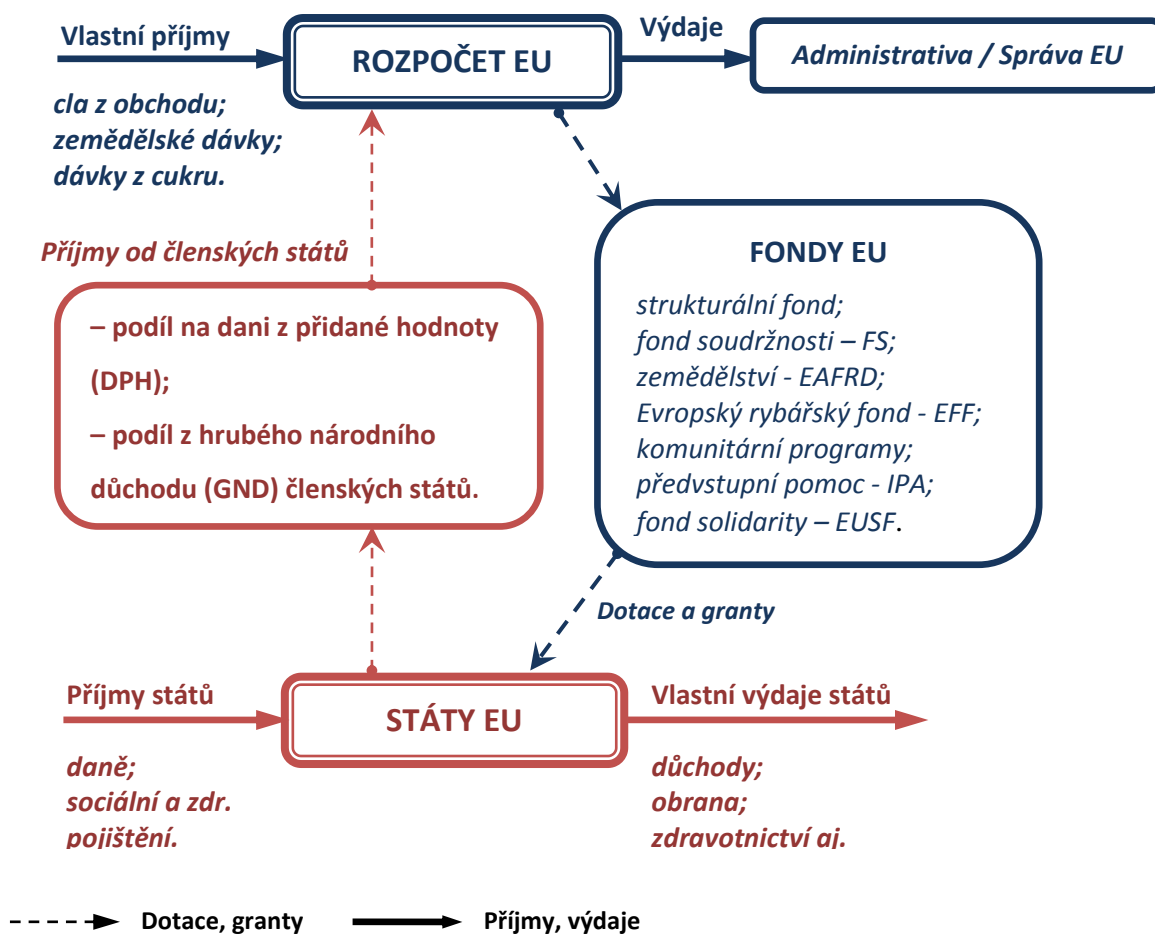 Vlastní příjmy
ROZPOČET EU
Výdaje
Administrativa / Správa EU
cla z obchodu;
zemědělské dávky;
dávky z cukru.
Příjmy od členských států
– podíl na dani z přidané hodnoty
(DPH);
– podíl z hrubého národního
důchodu (GND) členských států.
FONDY EU
strukturální fond;
fond soudržnosti – FS;
zemědělství - EAFRD;
Evropský rybářský fond - EFF;
komunitární programy;
předvstupní pomoc - IPA;
fond solidarity – EUSF.
Dotace a granty
Příjmy států
STÁTY EU
Vlastní výdaje států
daně;
sociální a zdr.
pojištění.
důchody;
obrana;
zdravotnictví aj.
Dotace, granty
Příjmy, výdaje